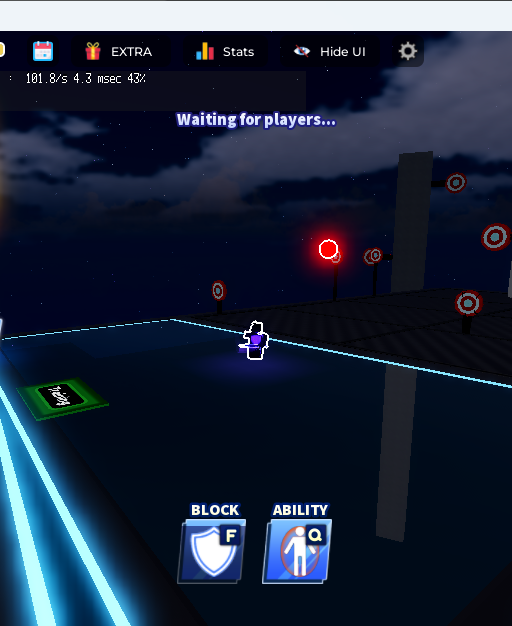 EXTRA Stats Hide UI
: 101.8/s 4.3 msec 43%
Waiting for players...
BLOCK ABILITY
F Q